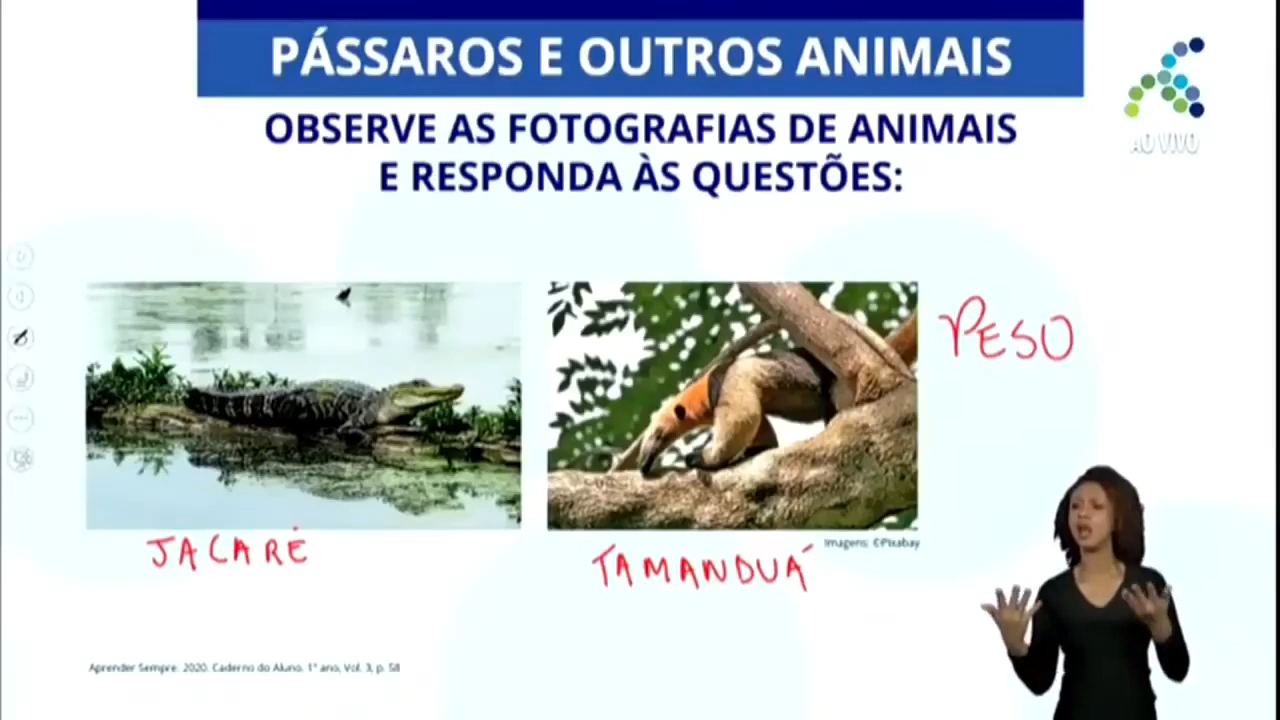 PÁSSAROS E OUTROS ANIMAIS
AO VIVO
OBSERVE AS FOTOGRAFIAS DE ANIMAIS
E RESPONDA ÀS QUESTÕES:
PESO
JACARÉ
TAMANDUÁ
Imagens: ©Pixabay
Aprender Sempre. 2020. Caderno do Aluno. 1º ano, Vol. 3, p. 58